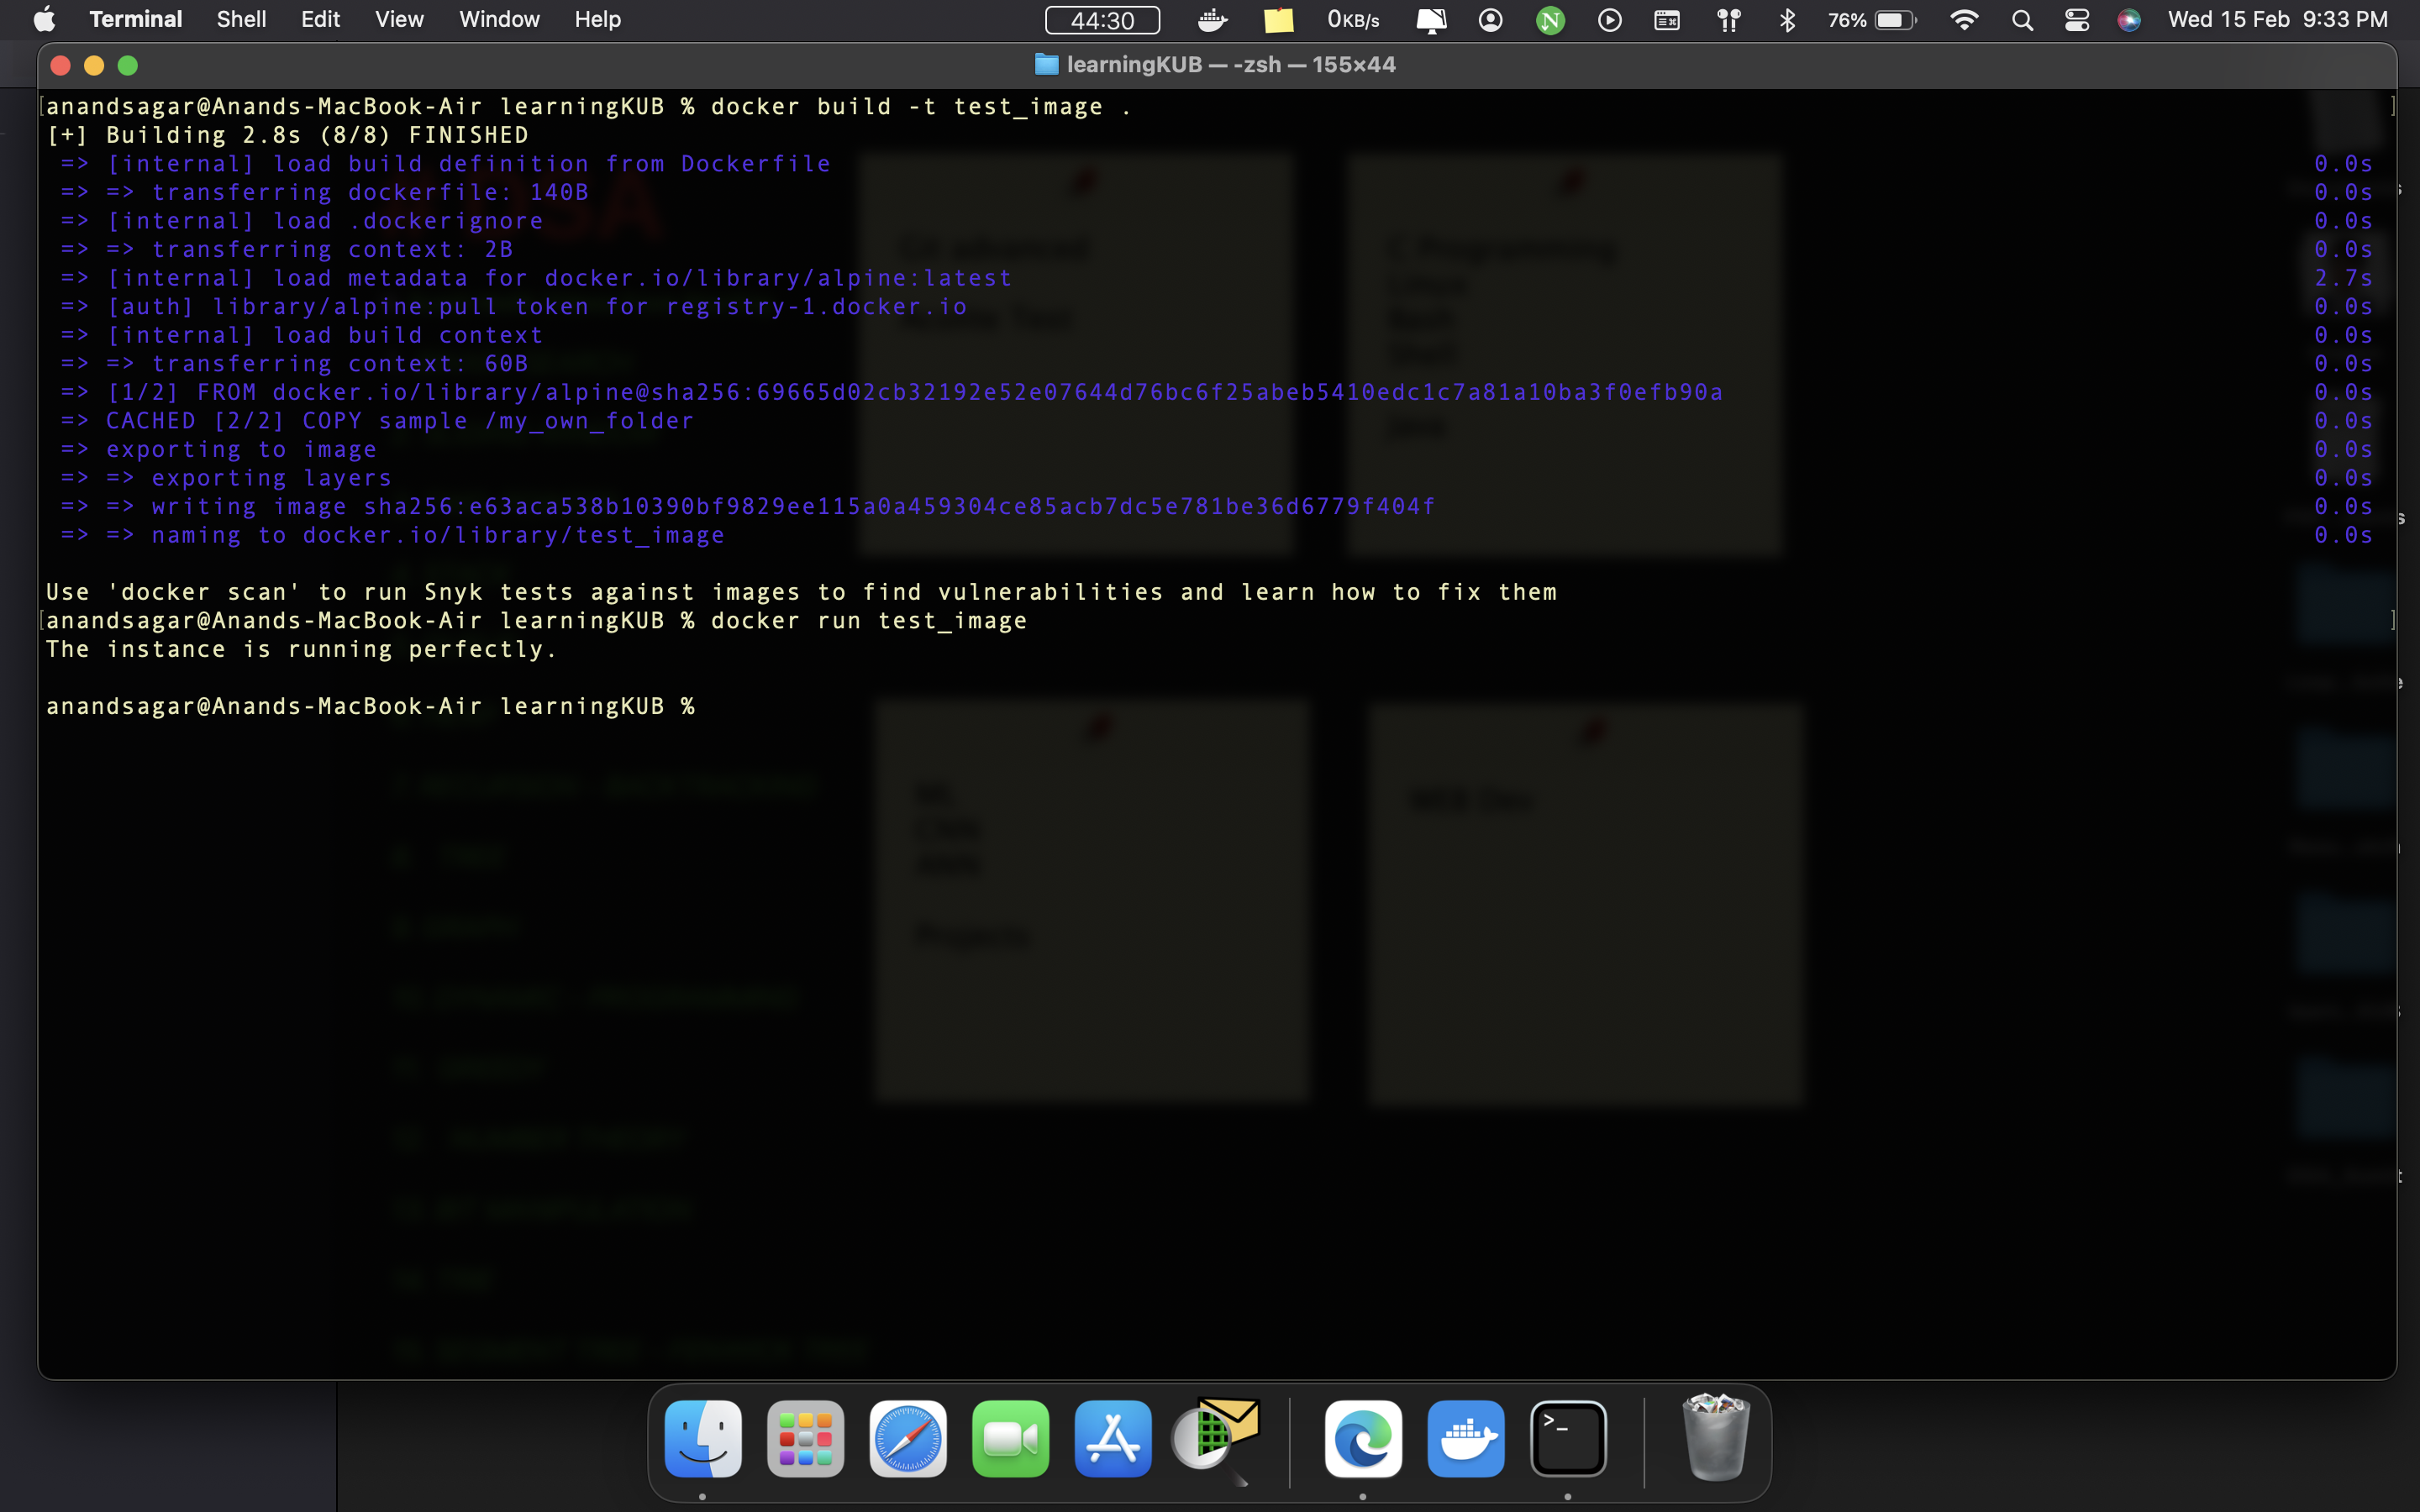 Terminal Shell Edit View Window Help 44:30 0KB/s 76% Wed 15 Feb 9:33 PM
learningKUB — -zsh — 155×44
[anandsagar@Anands-MacBook-Air learningKUB % docker build -t test_image . ]
[+] Building 2.8s (8/8) FINISHED
=> [internal] load build definition from Dockerfile 0.0s
=> => transferring dockerfile: 140B 0.0s
=> [internal] load .dockerignore 0.0s
=> => transferring context: 2B 0.0s
=> [internal] load metadata for docker.io/library/alpine:latest 2.7s
=> [auth] library/alpine:pull token for registry-1.docker.io 0.0s
=> [internal] load build context 0.0s
=> => transferring context: 60B 0.0s
=> [1/2] FROM docker.io/library/alpine@sha256:69665d02cb32192e52e07644d76bc6f25abeb5410edc1c7a81a10ba3f0efb90a 0.0s
=> CACHED [2/2] COPY sample /my_own_folder 0.0s
=> exporting to image 0.0s
=> => exporting layers 0.0s
=> => writing image sha256:e63aca538b10390bf9829ee115a0a459304ce85acb7dc5e781be36d6779f404f 0.0s
=> => naming to docker.io/library/test_image 0.0s
Use 'docker scan' to run Snyk tests against images to find vulnerabilities and learn how to fix them
[anandsagar@Anands-MacBook-Air learningKUB % docker run test_image ]
The instance is running perfectly.
anandsagar@Anands-MacBook-Air learningKUB %
Git advanced
C Programming
Projects
WEB Dev